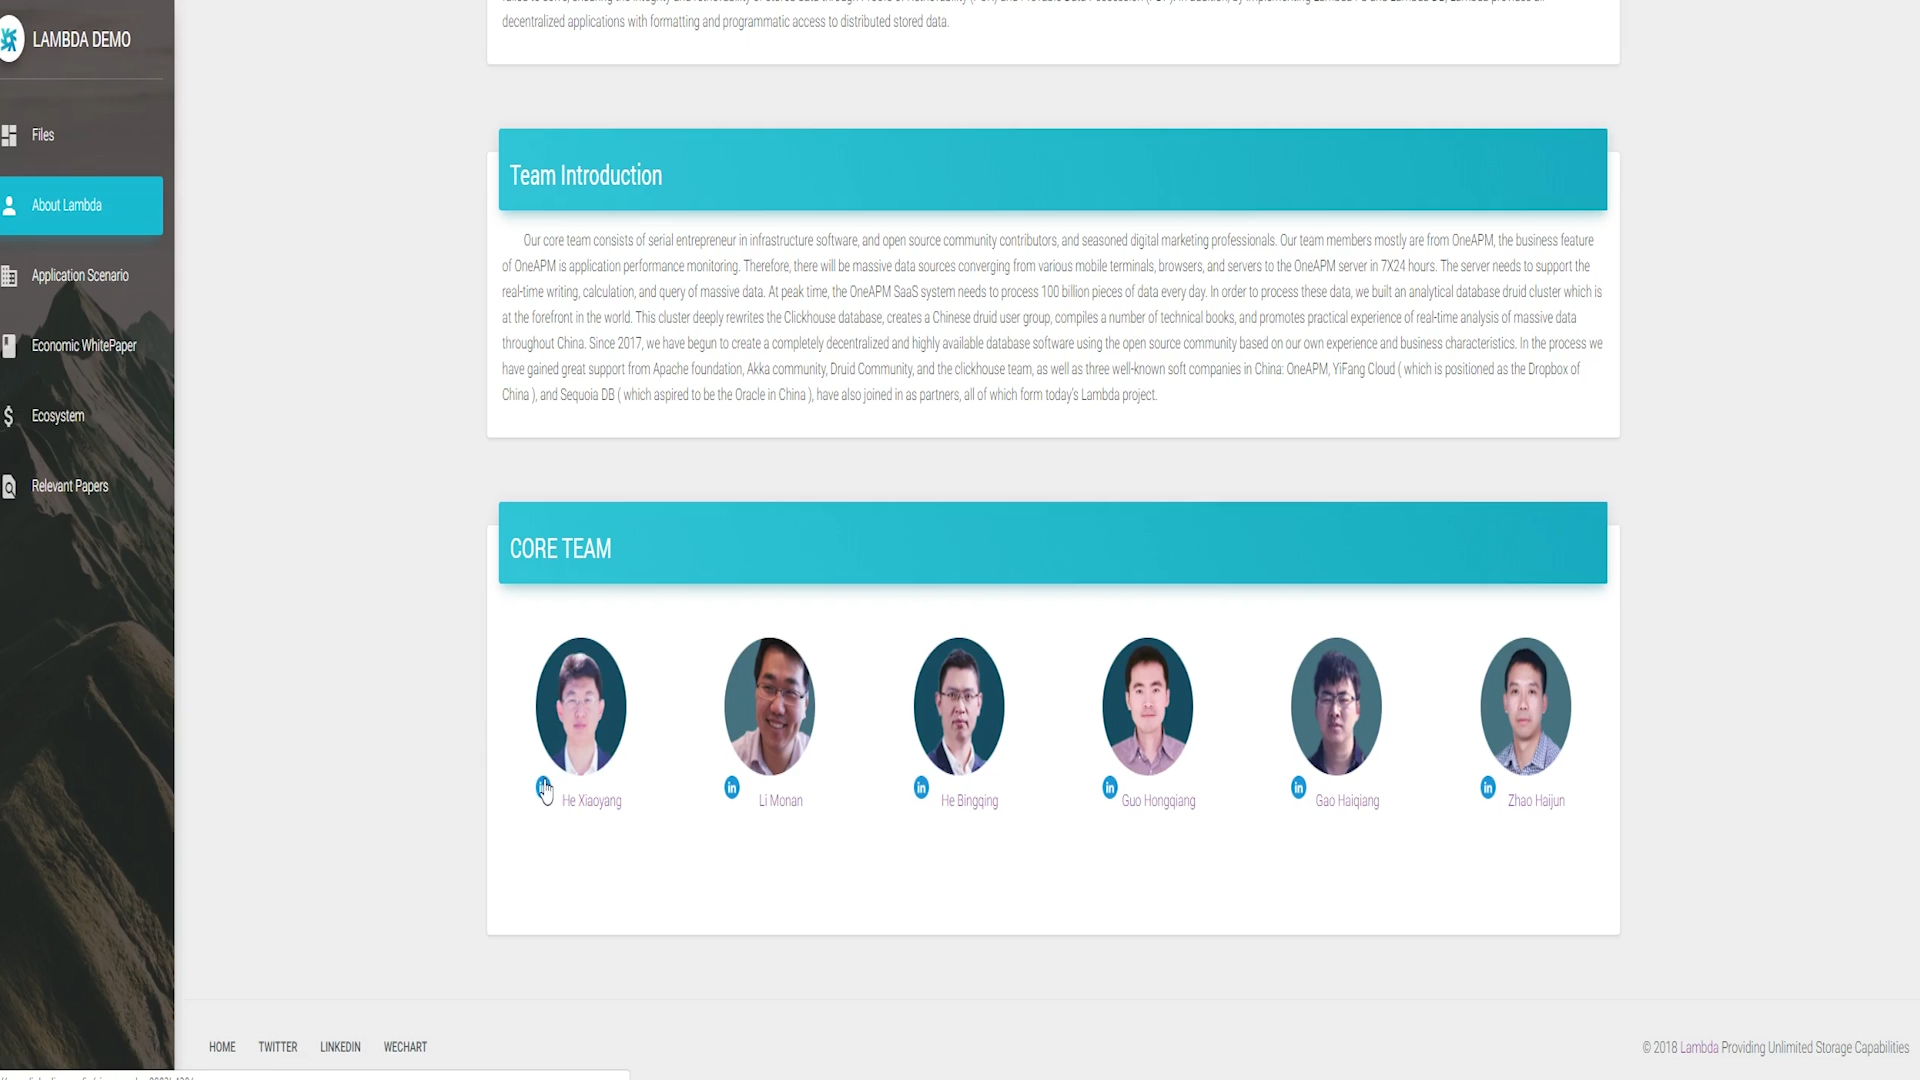 LAMBDA DEMO
Files
About Lambda
Application Scenario
Economic WhitePaper
Ecosystem
Relevant Papers
decentralized applications with formatting and programmatic access to distributed stored data.
Team Introduction
Our core team consists of serial entrepreneur in infrastructure software, and open source community contributors, and seasoned digital marketing professionals. Our team members mostly are from OneAPM, the business feature
of OneAPM is application performance monitoring. Therefore, there will be massive data sources converging from various mobile terminals, browsers, and servers to the OneAPM server in 7X24 hours. The server needs to support the
real-time writing, calculation, and query of massive data. At peak time, the OneAPM SaaS system needs to process 100 billion pieces of data every day. In order to process these data, we built an analytical database druid cluster which is
at the forefront in the world. This cluster deeply rewrites the Clickhouse database, creates a Chinese druid user group, compiles a number of technical books, and promotes practical experience of real-time analysis of massive data
throughout China. Since 2017, we have begun to create a completely decentralized and highly available database software using the open source community based on our own experience and business characteristics. In the process we
have gained great support from Apache foundation, Akka community, Druid Community, and the clickhouse team, as well as three well-known soft companies in China: OneAPM, YiFang Cloud ( which is positioned as the Dropbox of
China ), and Sequoia DB ( which aspired to be the Oracle in China ), have also joined in as partners, all of which form today's Lambda project.
CORE TEAM
in in in in in
He Xiaoyang Li Monan He Bingqing Guo Hongqiang Gao Haiqiang Zhao Haijun
HOME TWITTER LINKEDIN WECHART
© 2018 Lambda Providing Unlimited Storage Capabilities